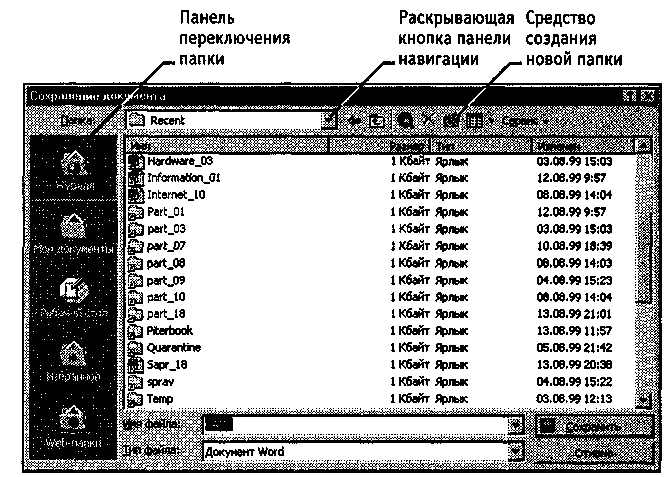 Панель
переключения
папки
Раскрывающая
кнопка панели
навигации
Средство
создания
новой папки
Сохранение документа
Папка: Recent Сервис
Имя Размер Тип Изменен
Hardware_03 1 Кбайт Ярлык 03.08.99 15:03
Information_01 1 Кбайт Ярлык 12.08.99 9:57
Internet_10 1 Кбайт Ярлык 08.08.99 14:04
Part_01 1 Кбайт Ярлык 12.08.99 9:57
part_03 1 Кбайт Ярлык 03.08.99 15:03
part_07 1 Кбайт Ярлык 10.08.99 18:39
part_08 1 Кбайт Ярлык 08.08.99 14:03
part_09 1 Кбайт Ярлык 04.08.99 15:23
part_10 1 Кбайт Ярлык 08.08.99 14:04
part_18 1 Кбайт Ярлык 13.08.99 21:01
Piterbook 1 Кбайт Ярлык 13.08.99 11:57
Quarantine 1 Кбайт Ярлык 05.08.99 21:42
Sapr_18 1 Кбайт Ярлык 13.08.99 20:38
sprav 1 Кбайт Ярлык 04.08.99 15:22
Temp 1 Кбайт Ярлык 03.08.99 12:13
Журнал
Мои документы
Рабочий стол
Избранное
Web-папки
Имя файла:
Сохранить
Тип файла: Документ Word
Отмена